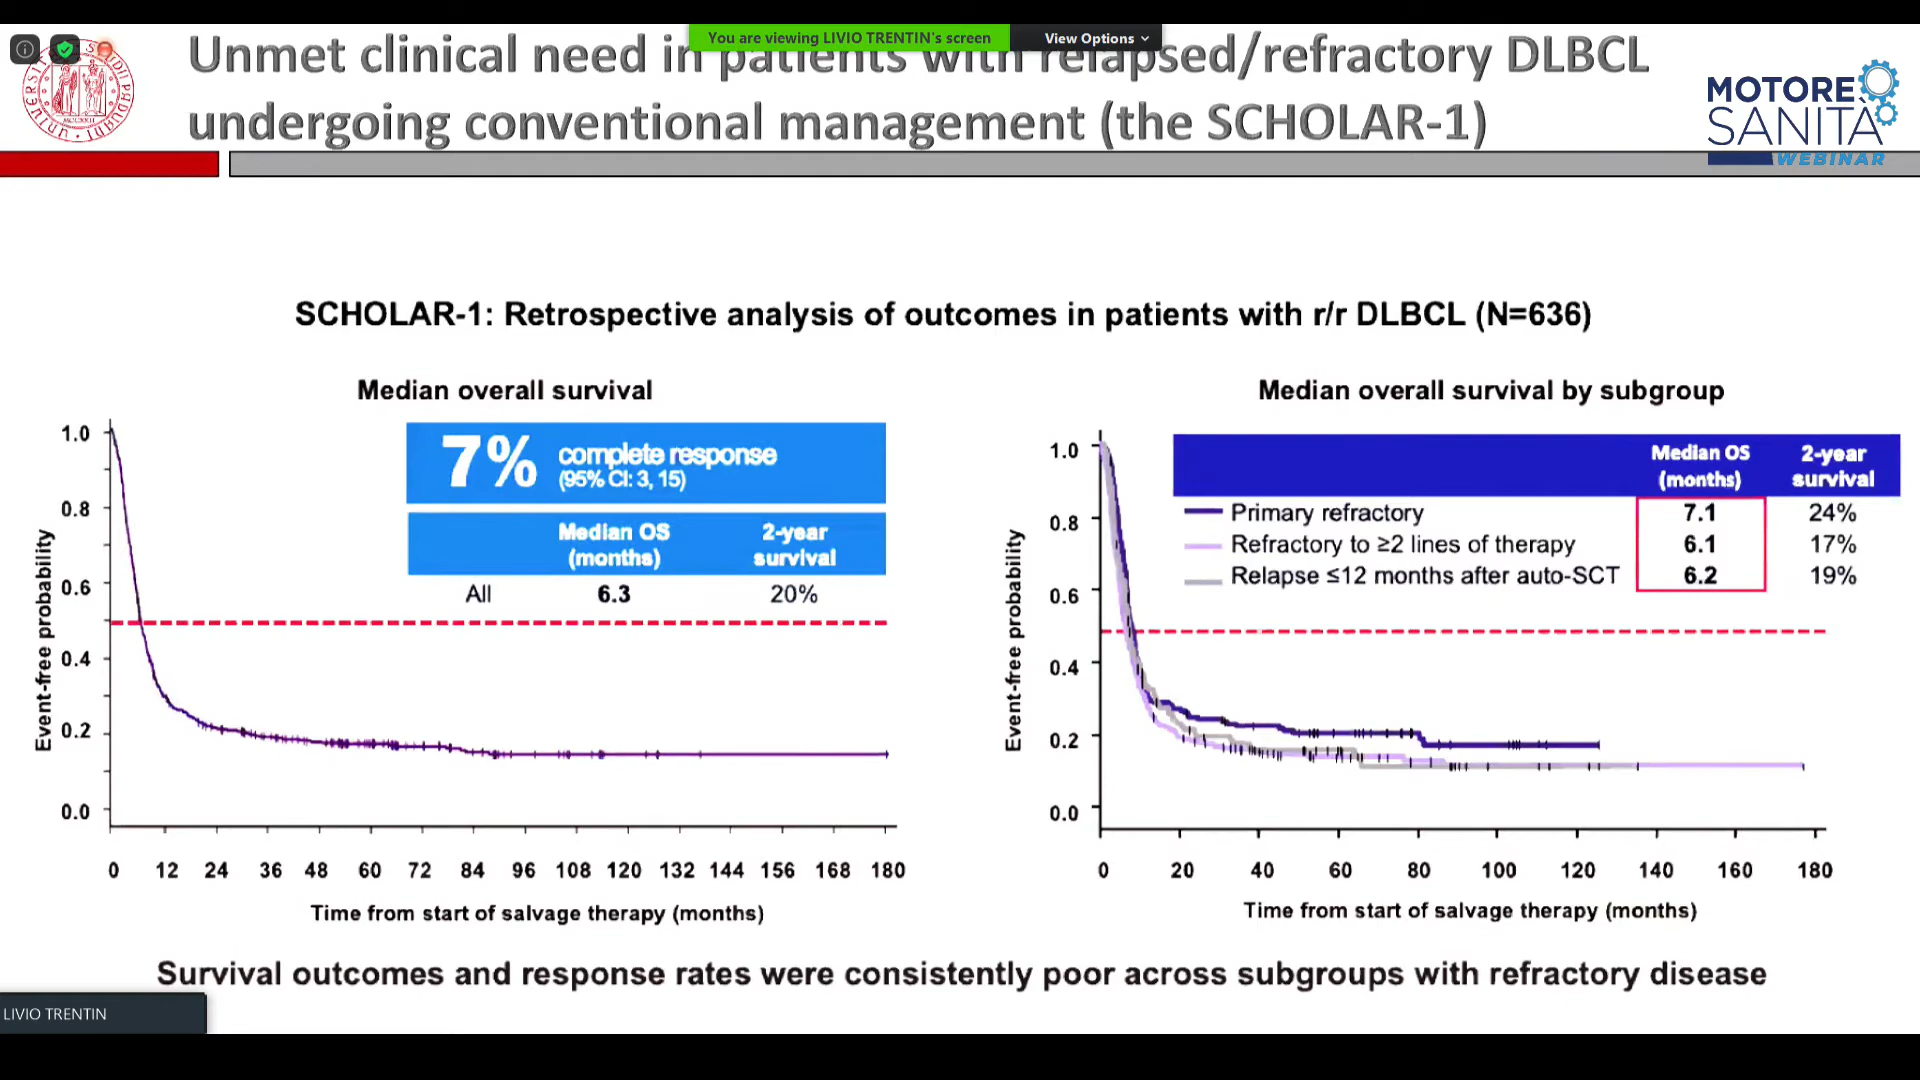 You are viewing LIVIO TRENTIN's screen
View Options
Unmet clinical need in patients with relapsed/refractory DLBCL
undergoing conventional management (the SCHOLAR-1)
MOTORE
SANITÀ
WEBINAR
SCHOLAR-1: Retrospective analysis of outcomes in patients with r/r DLBCL (N=636)
Median overall survival
7% complete response
(95% CI: 3, 15)
Median OS (months) 2-year survival
All 6.3 20%
Event-free probability
1.0
0.8
0.6
0.4
0.2
0.0
0 12 24 36 48 60 72 84 96 108 120 132 144 156 168 180
Time from start of salvage therapy (months)
Median overall survival by subgroup
Median OS (months) 2-year survival
Primary refractory 7.1 24%
Refractory to ≥2 lines of therapy 6.1 17%
Relapse ≤12 months after auto-SCT 6.2 19%
Event-free probability
1.0
0.8
0.6
0.4
0.2
0.0
0 20 40 60 80 100 120 140 160 180
Time from start of salvage therapy (months)
Survival outcomes and response rates were consistently poor across subgroups with refractory disease
LIVIO TRENTIN